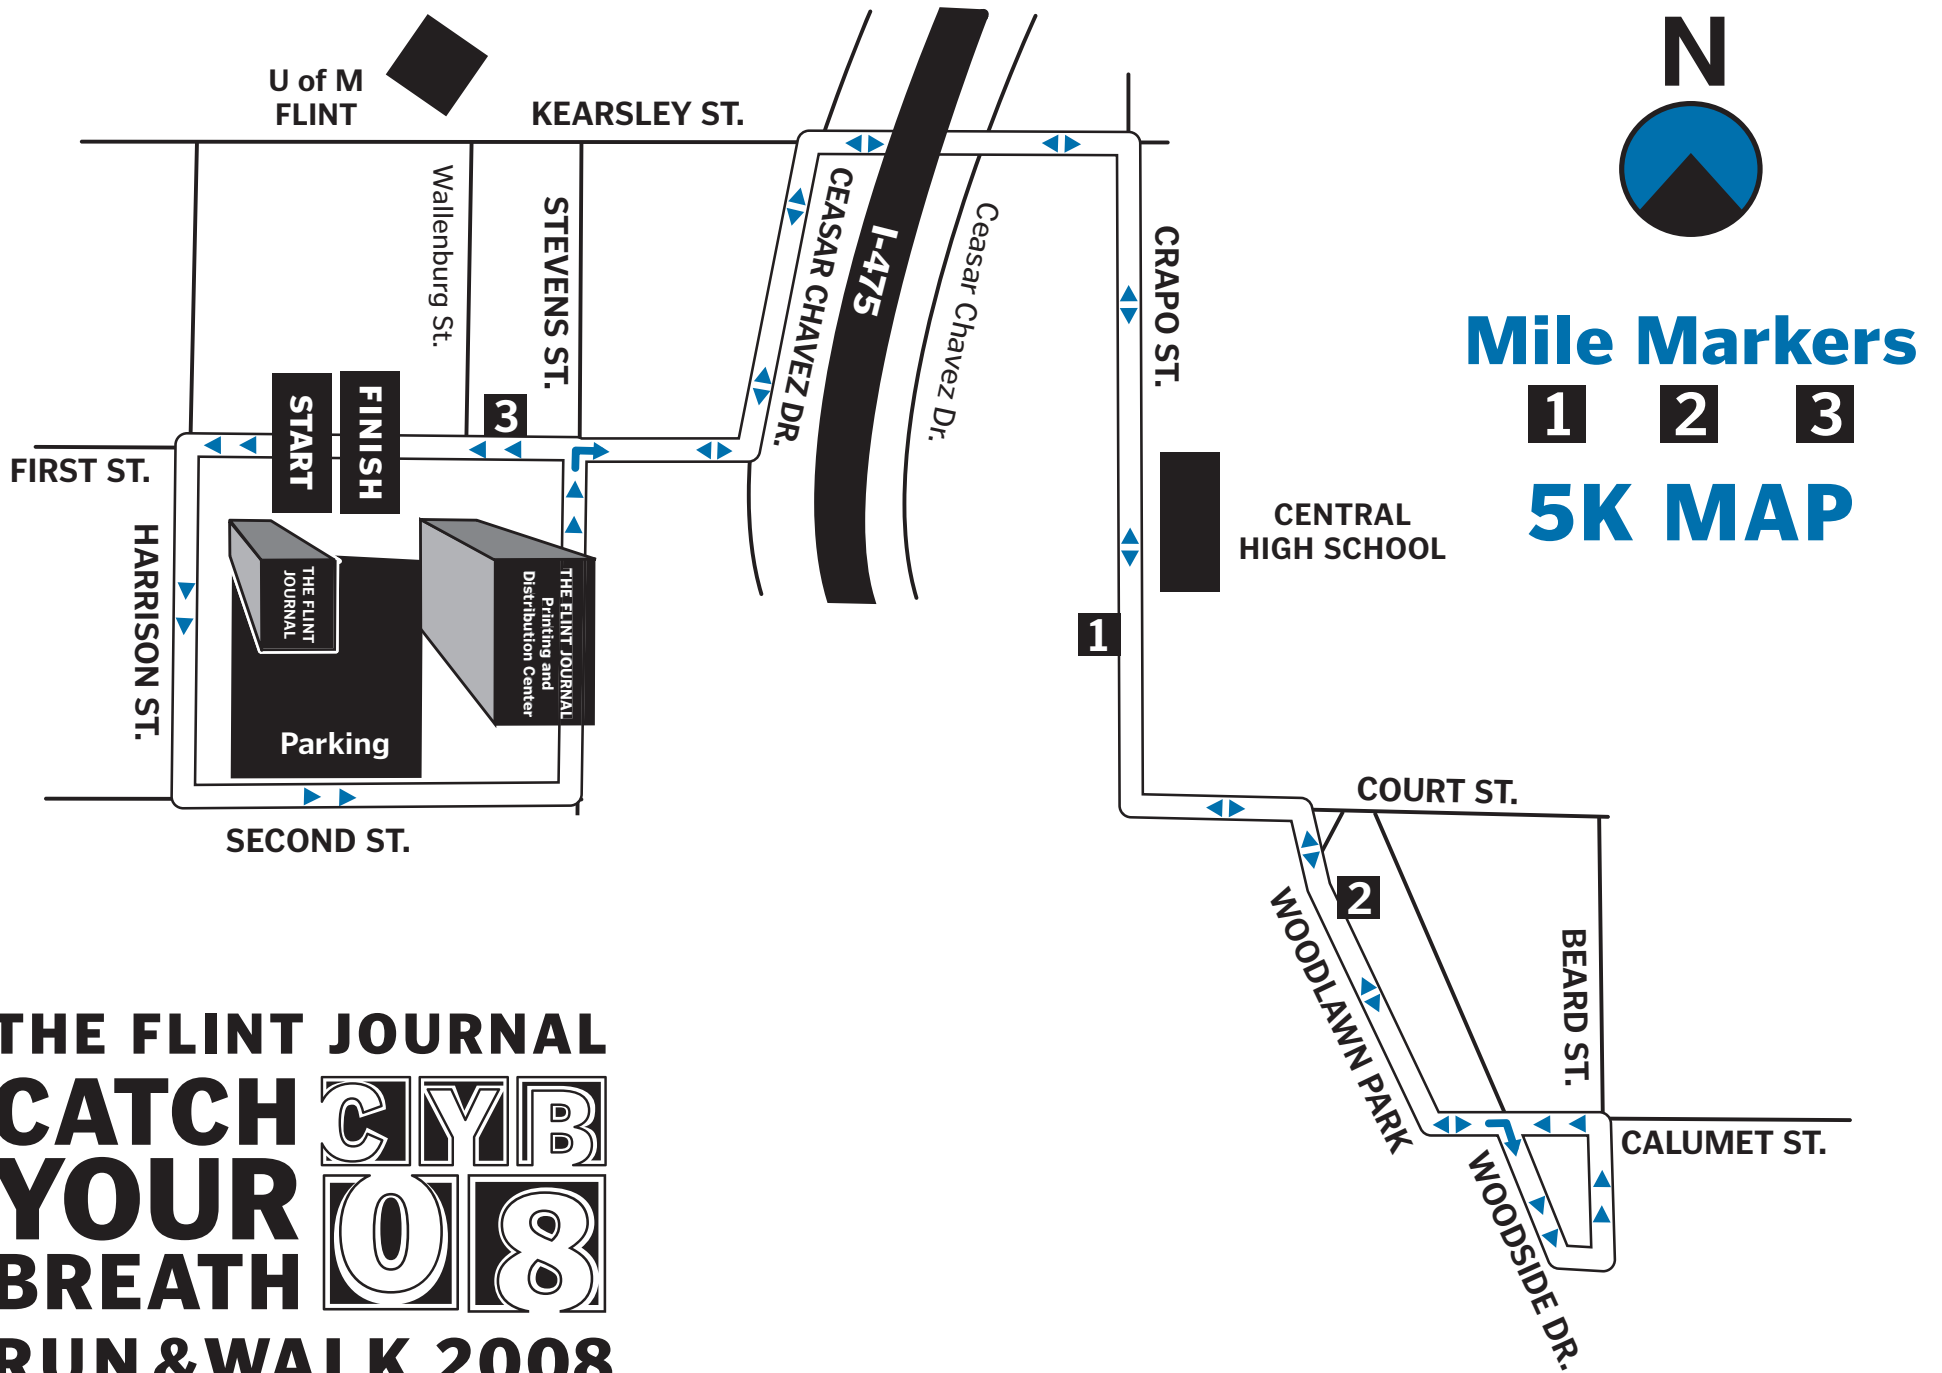 N
U of M
FLINT
KEARSLEY ST.
Wallenburg St.
STEVENS ST.
CEASAR CHAVEZ DR.
I-475
Ceasar Chavez Dr.
CRAPO ST.
Mile Markers
1 2 3
5K MAP
START
FINISH
3
FIRST ST.
HARRISON ST.
THE FLINT
JOURNAL
THE FLINT JOURNAL
Printing and
Distribution Center
Parking
SECOND ST.
CENTRAL
HIGH SCHOOL
1
COURT ST.
2
WOODLAWN PARK
BEARD ST.
CALUMET ST.
WOODSIDE DR.
THE FLINT JOURNAL
CATCH
YOUR
BREATH
CYB
08
RUN & WALK 2008